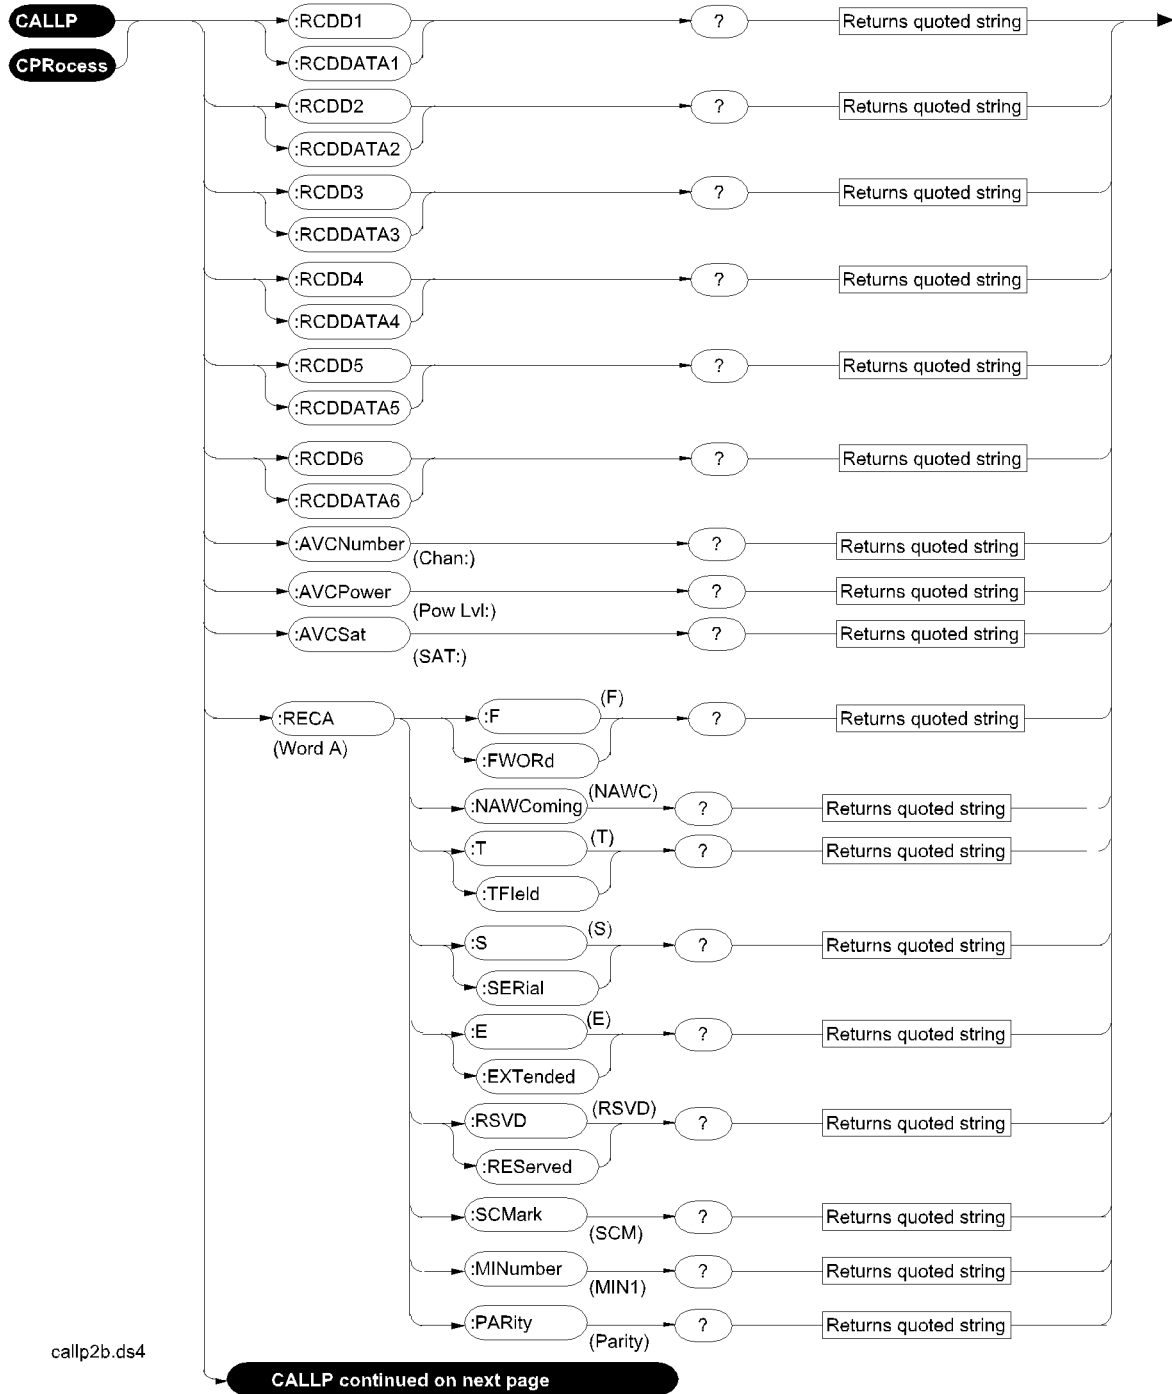 CALLP :RCDD1 ? Returns quoted string
CPRocess :RCDDATA1
:RCDD2 ? Returns quoted string
:RCDDATA2
:RCDD3 ? Returns quoted string
:RCDDATA3
:RCDD4 ? Returns quoted string
:RCDDATA4
:RCDD5 ? Returns quoted string
:RCDDATA5
:RCDD6 ? Returns quoted string
:RCDDATA6
:AVCNumber (Chan:) ? Returns quoted string
:AVCPower (Pow Lvl:) ? Returns quoted string
:AVCSat (SAT:) ? Returns quoted string
:RECA :F (F) ? Returns quoted string
(Word A) :FWORd
:NAWComing (NAWC) ? Returns quoted string
:T (T) ? Returns quoted string
:TFIeld
:S (S) ? Returns quoted string
:SERial
:E (E) ? Returns quoted string
:EXTended
:RSVD (RSVD) ? Returns quoted string
:REServed
:SCMark (SCM) ? Returns quoted string
:MINumber (MIN1) ? Returns quoted string
:PARity (Parity) ? Returns quoted string
callp2b.ds4
CALLP continued on next page